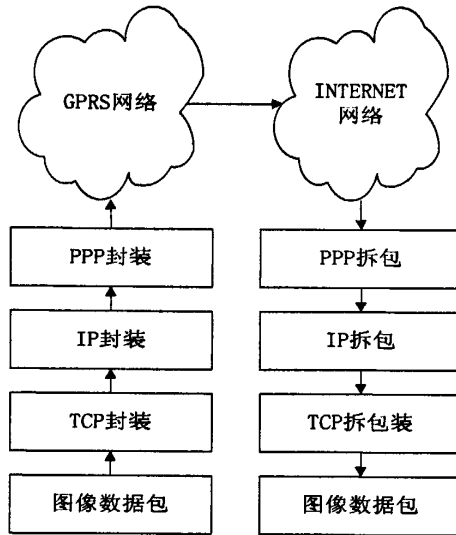 GPRS网络
INTERNET
网络
PPP封装
PPP拆包
IP封装
IP拆包
TCP封装
TCP拆包装
图像数据包
图像数据包